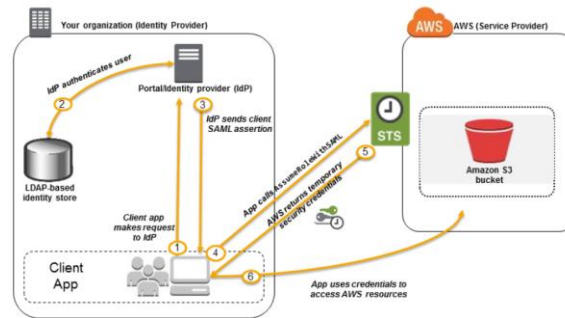 Your organization (Identity Provider)
AWS
AWS (Service Provider)
IdP authenticates user
2
Portal/Identity provider (IdP)
3
IdP sends client
SAML assertion
LDAP-based
identity store
App calls AssumeRoleWithSAML
STS
5
AWS returns temporary
security credentials
Amazon S3
bucket
Client app
makes request
to IdP
1
4
Client
App
6
App uses credentials to
access AWS resources